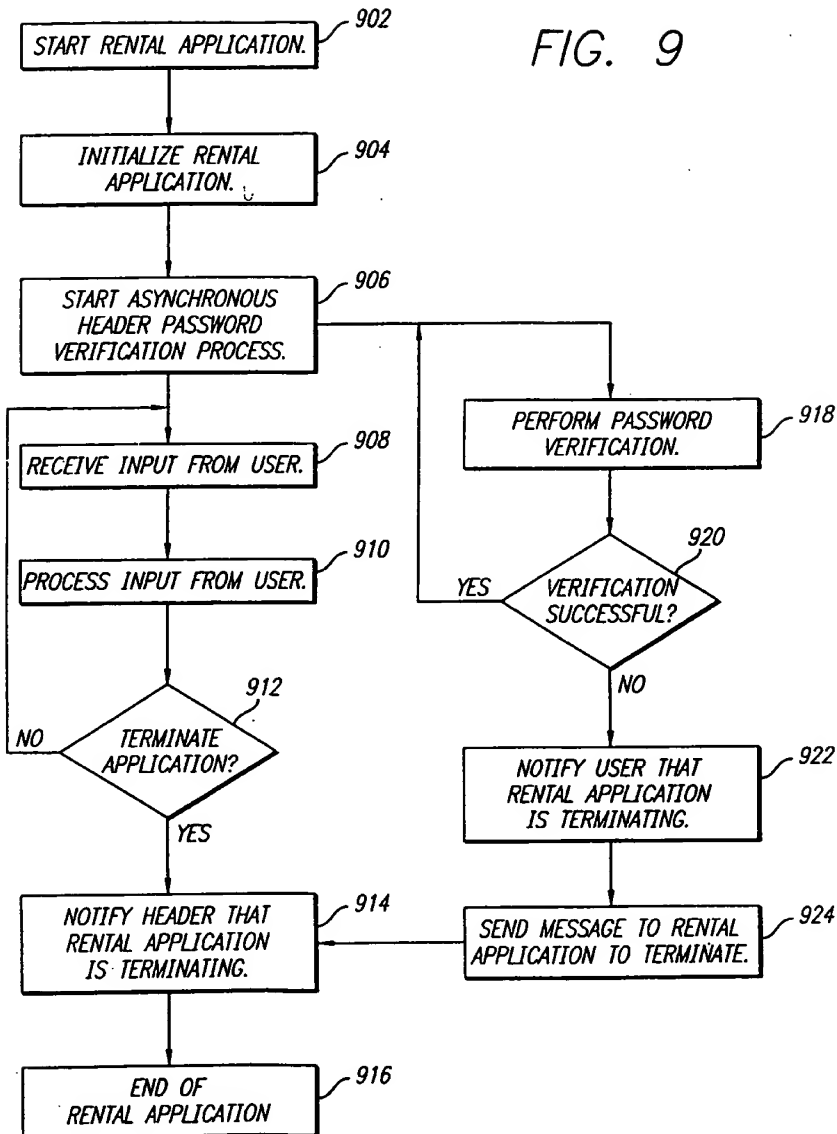 FIG. 9
START RENTAL APPLICATION.
902
INITIALIZE RENTAL
APPLICATION.
904
START ASYNCHRONOUS
HEADER PASSWORD
VERIFICATION PROCESS.
906
RECEIVE INPUT FROM USER.
908
PROCESS INPUT FROM USER.
910
TERMINATE
APPLICATION?
912
NO
YES
NOTIFY HEADER THAT
RENTAL APPLICATION
IS TERMINATING.
914
END OF
RENTAL APPLICATION
916
PERFORM PASSWORD
VERIFICATION.
918
VERIFICATION
SUCCESSFUL?
920
YES
NO
NOTIFY USER THAT
RENTAL APPLICATION
IS TERMINATING.
922
SEND MESSAGE TO RENTAL
APPLICATION TO TERMINATE.
924